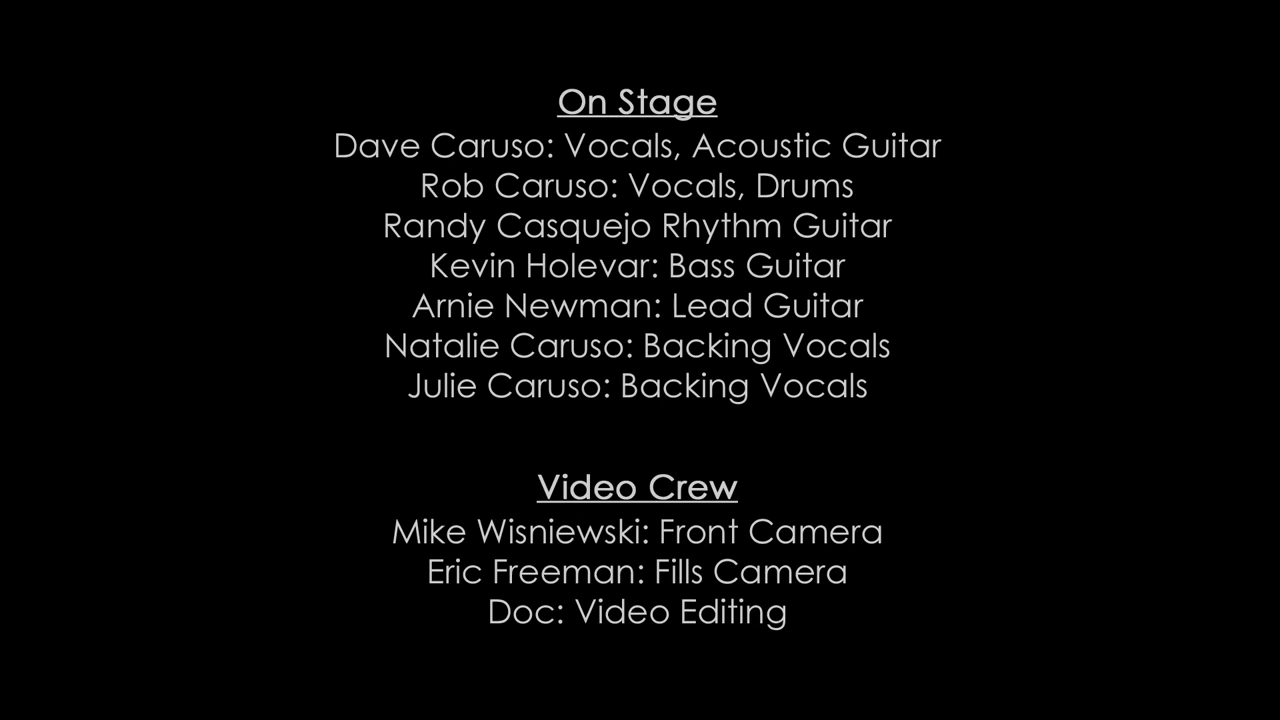 On Stage
Dave Caruso: Vocals, Acoustic Guitar
Rob Caruso: Vocals, Drums
Randy Casquejo Rhythm Guitar
Kevin Holevar: Bass Guitar
Arnie Newman: Lead Guitar
Natalie Caruso: Backing Vocals
Julie Caruso: Backing Vocals
Video Crew
Mike Wisniewski: Front Camera
Eric Freeman: Fills Camera
Doc: Video Editing